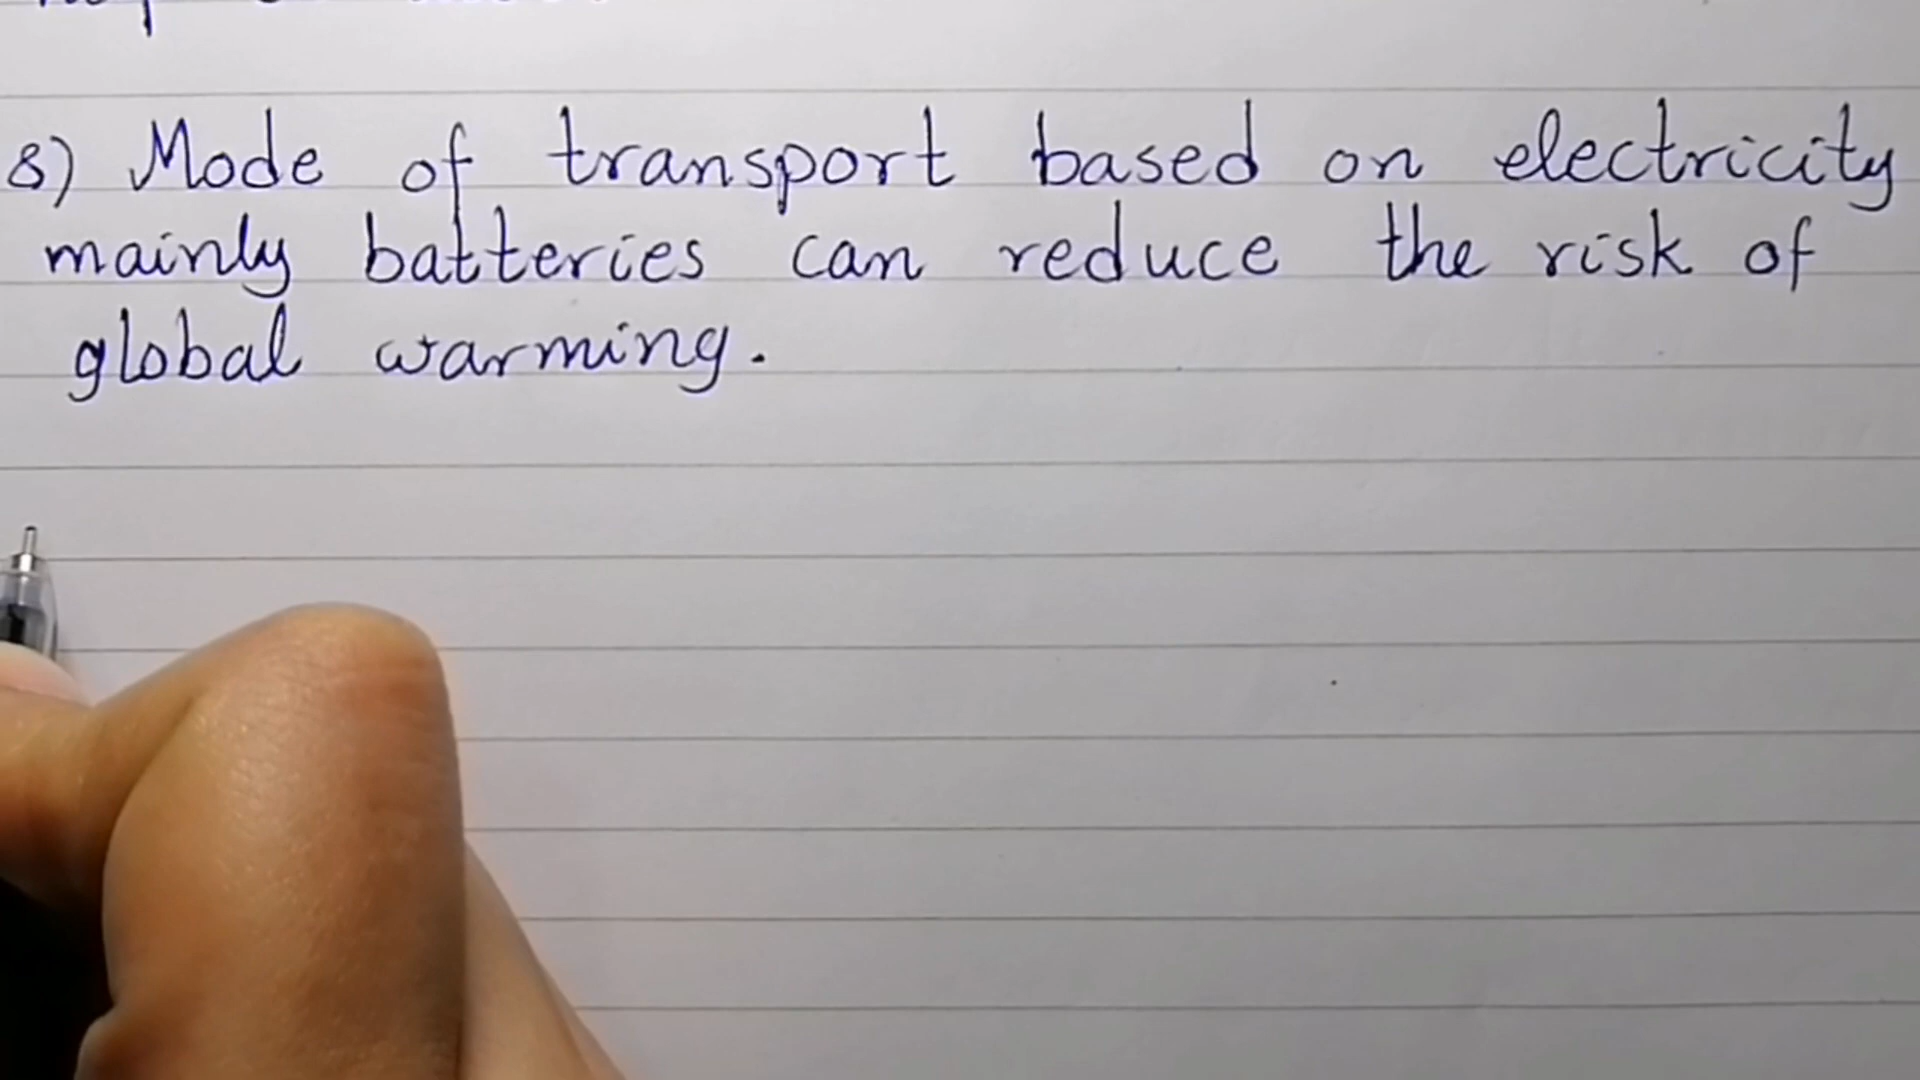 8) Mode of transport based on electricity
mainly batteries can reduce the risk of
global warming.